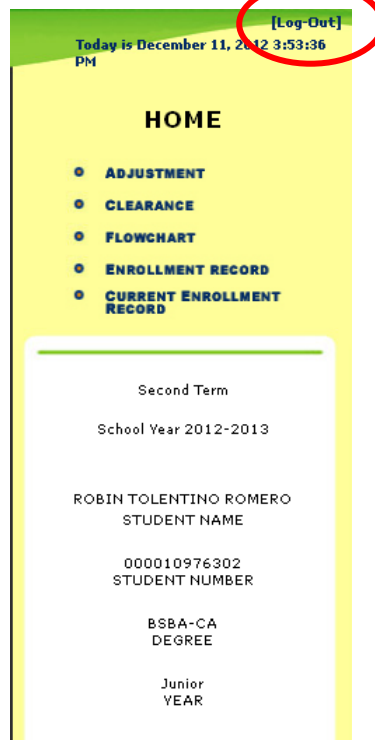 [Log-Out]
Today is December 11, 2012 3:53:36
PM
HOME
ADJUSTMENT
CLEARANCE
FLOWCHART
ENROLLMENT RECORD
CURRENT ENROLLMENT
RECORD
Second Term
School Year 2012-2013
ROBIN TOLENTINO ROMERO
STUDENT NAME
000010976302
STUDENT NUMBER
BSBA-CA
DEGREE
Junior
YEAR